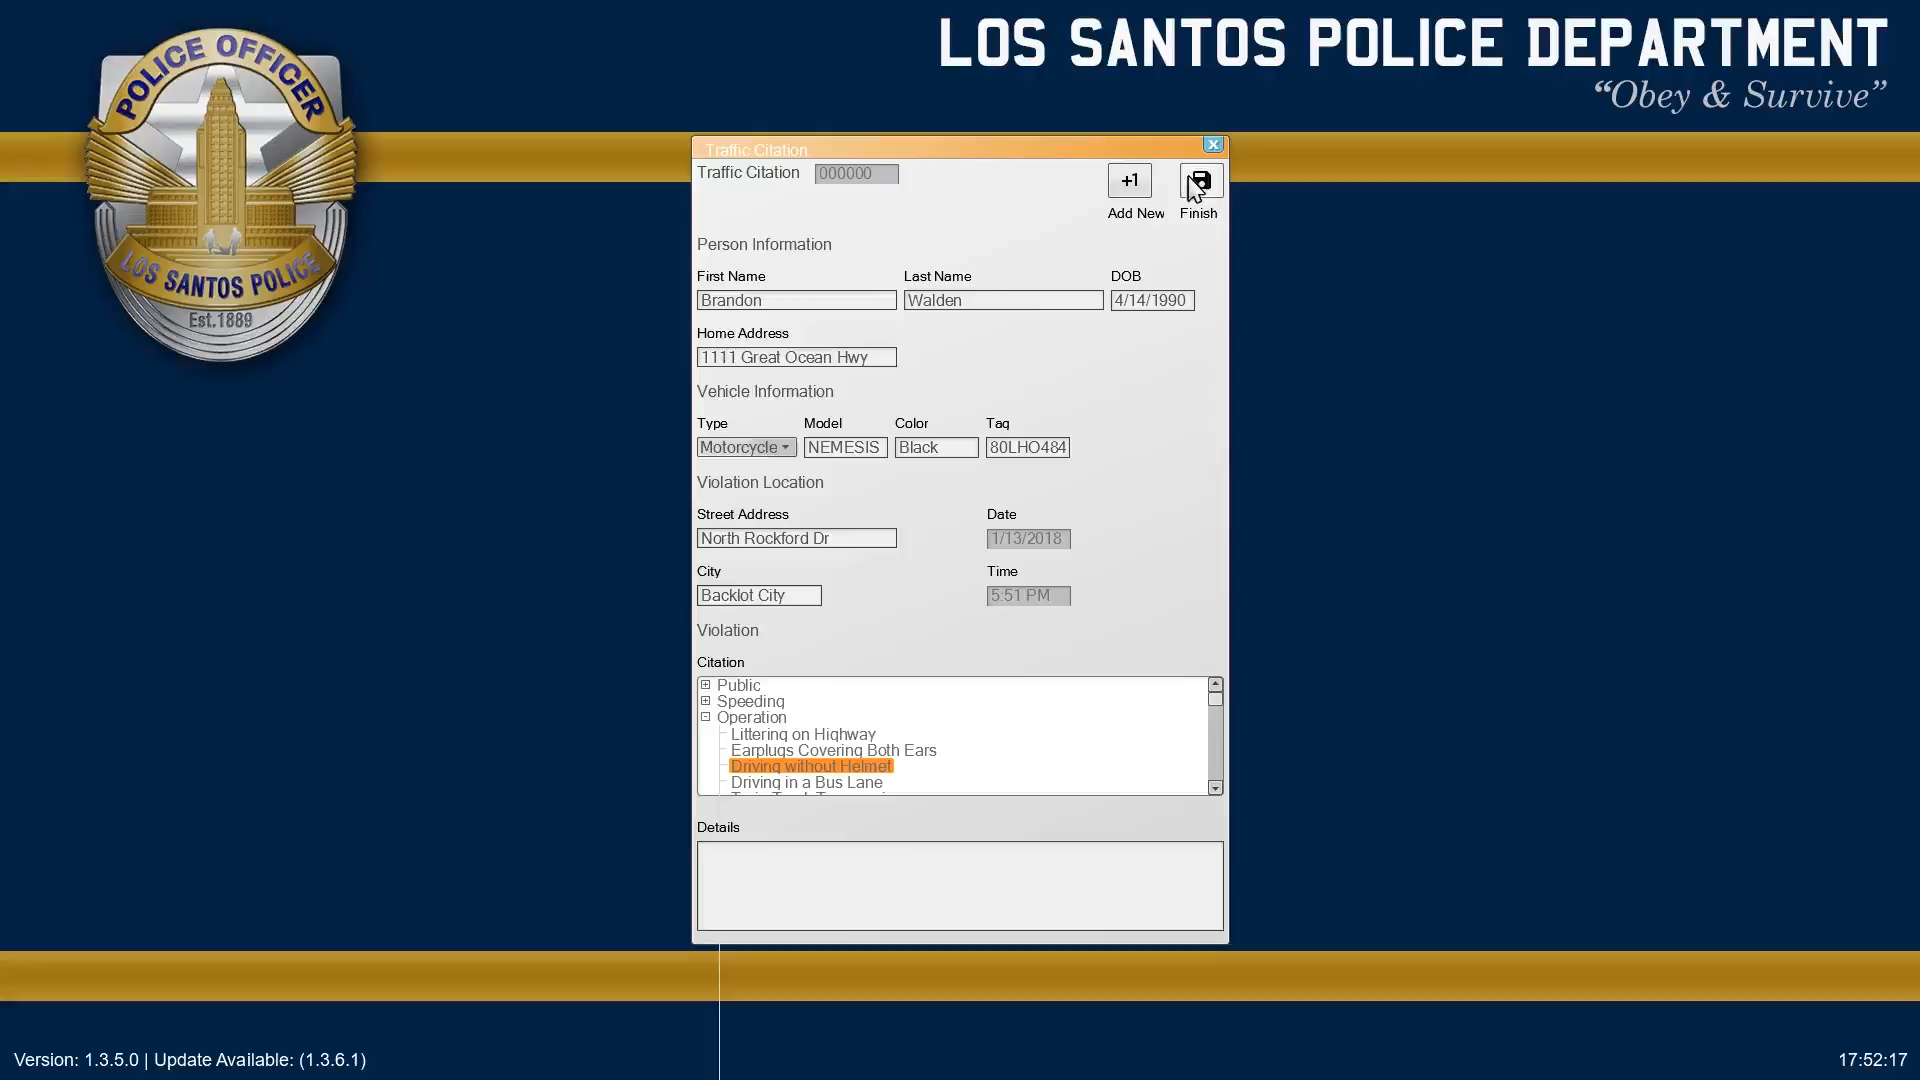 LOS SANTOS POLICE DEPARTMENT
“Obey & Survive”
POLICE OFFICER
LOS SANTOS POLICE
Est.1889
Traffic Citation
Traffic Citation 000000
+1
Add New Finish
Person Information
First Name Last Name DOB
Brandon Walden 4/14/1990
Home Address
1111 Great Ocean Hwy
Vehicle Information
Type Model Color Tag
Motorcycle NEMESIS Black 80LHO484
Violation Location
Street Address Date
North Rockford Dr 1/13/2018
City Time
Backlot City 5:51 PM
Violation
Citation
Public
Speeding
Operation
Littering on Highway
Earplugs Covering Both Ears
Driving without Helmet
Driving in a Bus Lane
Details
Version: 1.3.5.0 | Update Available: (1.3.6.1)
17:52:17